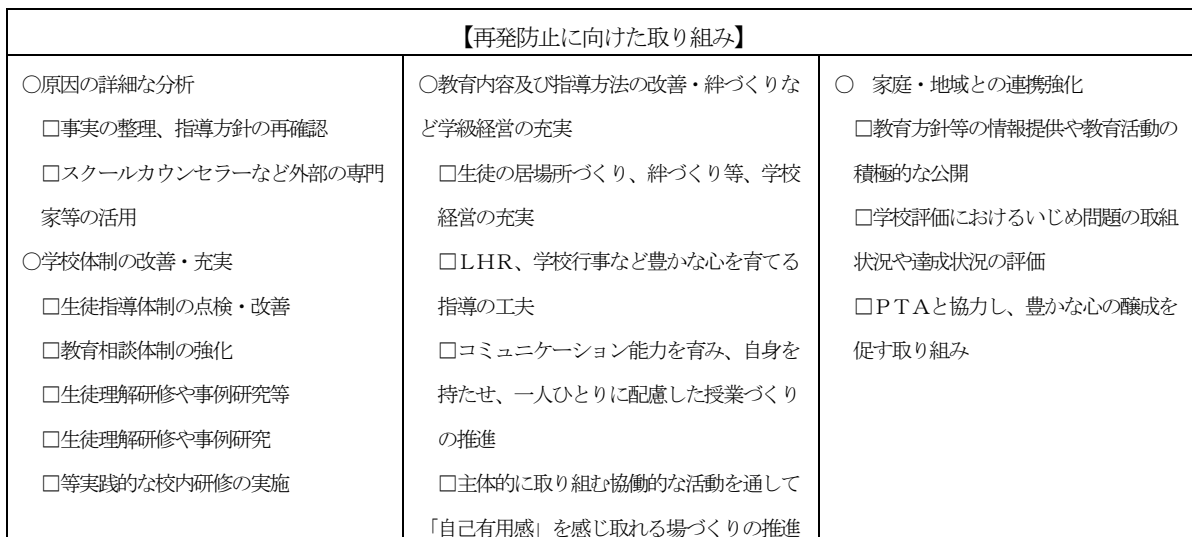 【再発防止に向けた取り組み】
○原因の詳細な分析
□事実の整理、指導方針の再確認
□スクールカウンセラーなど外部の専門
家等の活用
○学校体制の改善・充実
□生徒指導体制の点検・改善
□教育相談体制の強化
□生徒理解研修や事例研究等
□生徒理解研修や事例研究
□等実践的な校内研修の実施
○教育内容及び指導方法の改善・絆づくりな
ど学級経営の充実
□生徒の居場所づくり、絆づくり等、学校
経営の充実
□ＬＨＲ、学校行事など豊かな心を育てる
指導の工夫
□コミュニケーション能力を育み、自身を
持たせ、一人ひとりに配慮した授業づくり
の推進
□主体的に取り組む協働的な活動を通して
「自己有用感」を感じ取れる場づくりの推進
○　家庭・地域との連携強化
□教育方針等の情報提供や教育活動の
積極的な公開
□学校評価におけるいじめ問題の取組
状況や達成状況の評価
□ＰＴＡと協力し、豊かな心の醸成を
促す取り組み